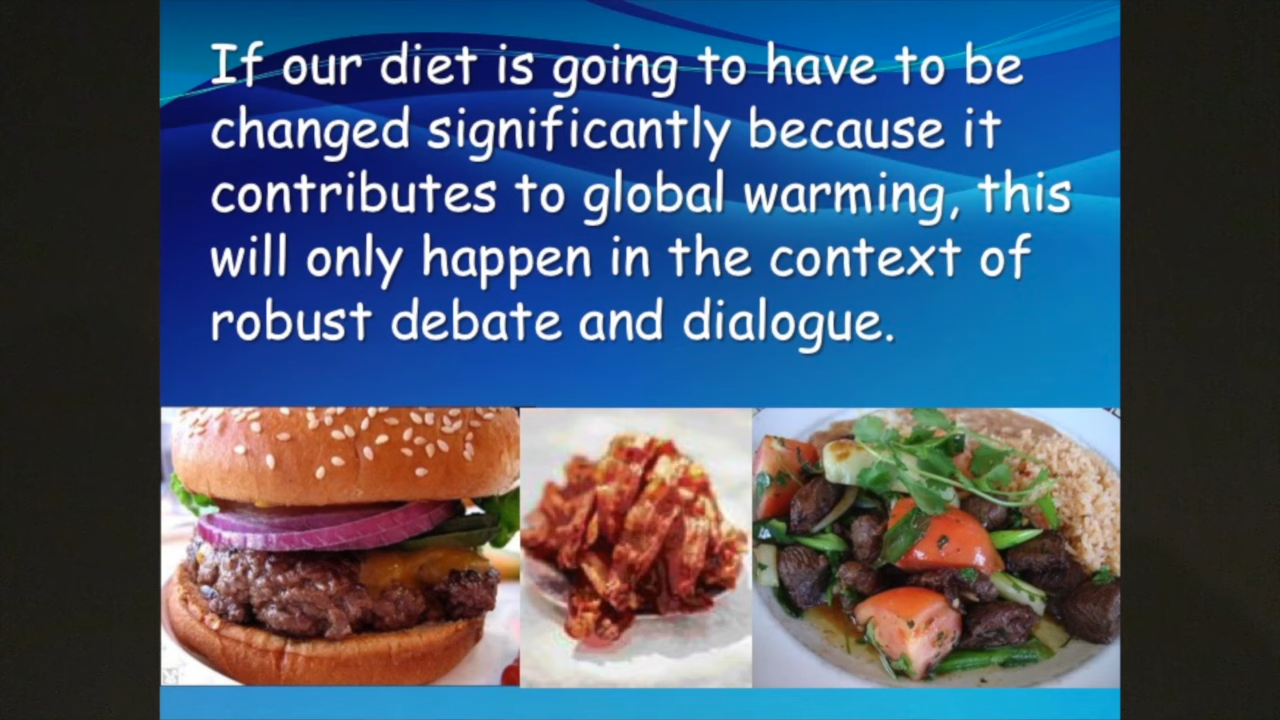 If our diet is going to have to be
changed significantly because it
contributes to global warming, this
will only happen in the context of
robust debate and dialogue.